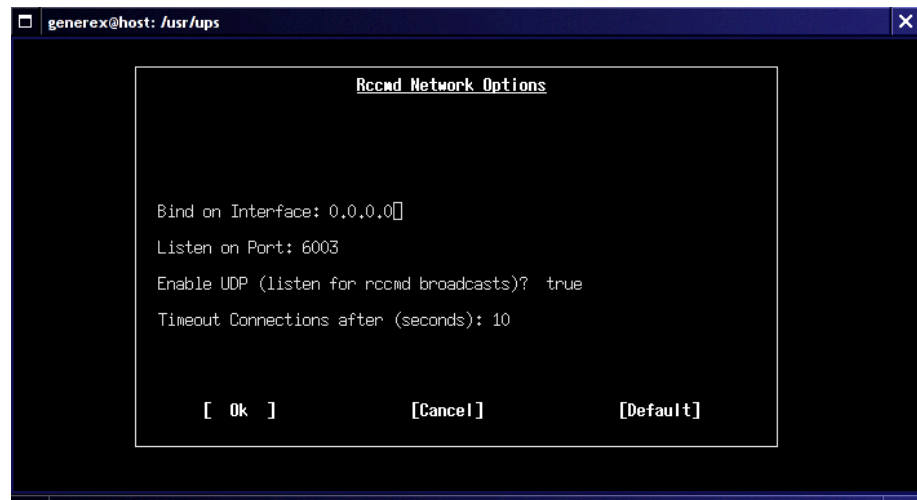 generex@host: /usr/ups
Rccmd Network Options
Bind on Interface: 0.0.0.0
Listen on Port: 6003
Enable UDP (listen for rccmd broadcasts)? true
Timeout Connections after (seconds): 10
[ Ok ] [Cancel] [Default]